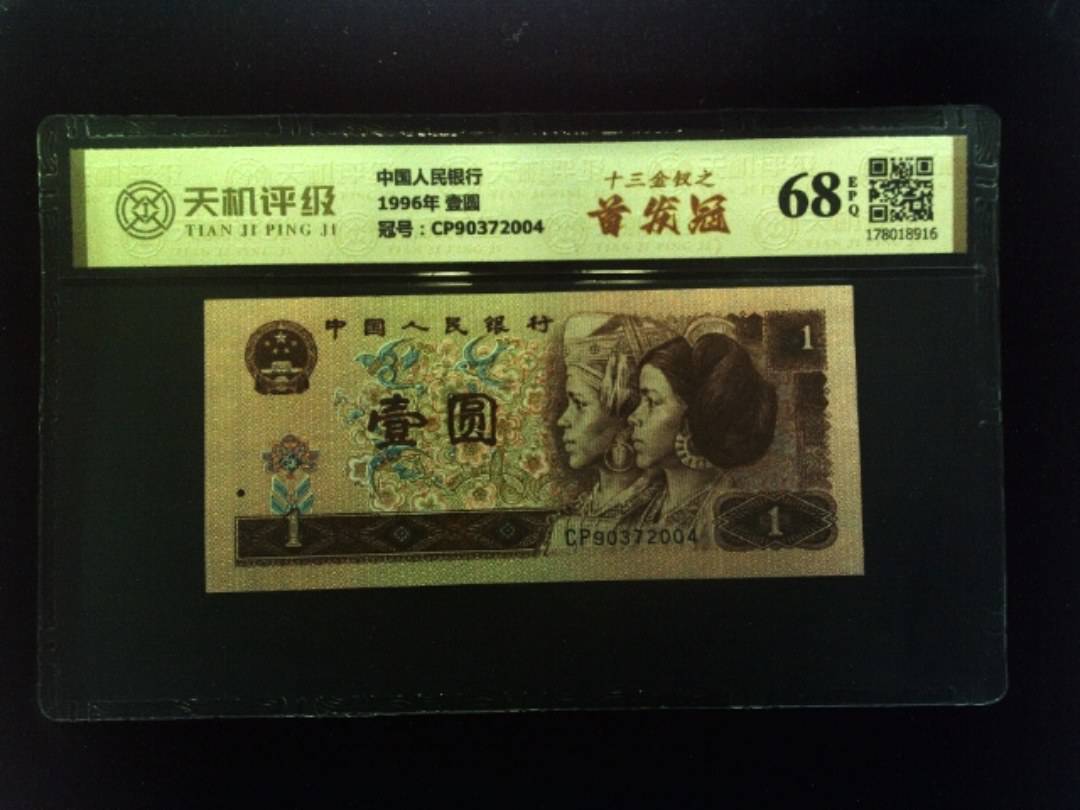 天机评级
TIAN JI PING JI
中国人民银行
1996年 壹圆
冠号：CP90372004
十三金钗之
首发冠
68
EPQ
178018916
中国人民银行
1
壹圆
1
CP90372004
1